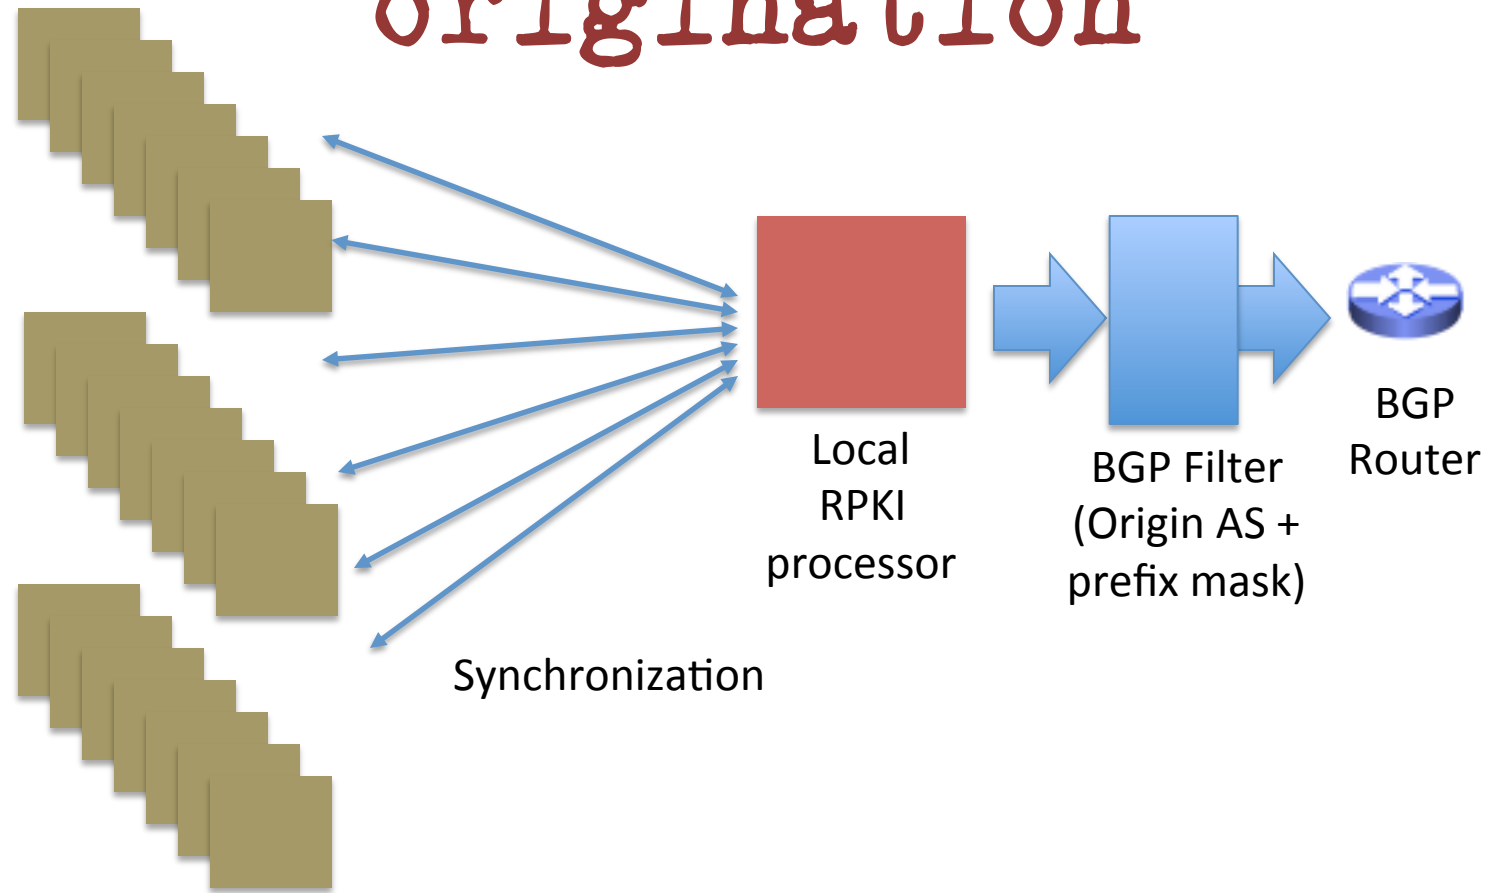 origination
Local
RPKI
processor
BGP Filter
(Origin AS +
prefix mask)
BGP
Router
Synchronization